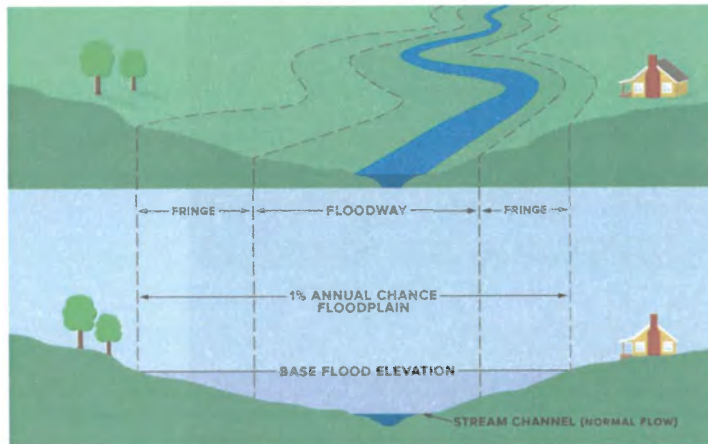 FRINGE
FLOODWAY
FRINGE
1% ANNUAL CHANCE
FLOODPLAIN
BASE FLOOD ELEVATION
STREAM CHANNEL (NORMAL FLOW)